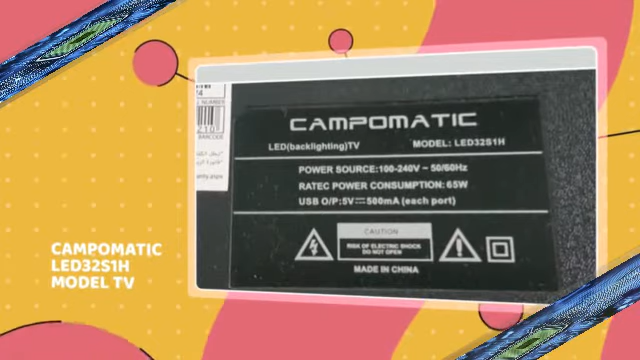 CAMPOMATIC
LED(backlighting)TV MODEL: LED32S1H
POWER SOURCE:100-240V ~ 50/60Hz
RATEC POWER CONSUMPTION: 65W
USB O/P:5V⎓500mA (each port)
CAUTION
RISK OF ELECTRIC SHOCK
DO NOT OPEN
MADE IN CHINA
CAMPOMATIC
LED32S1H
MODEL TV